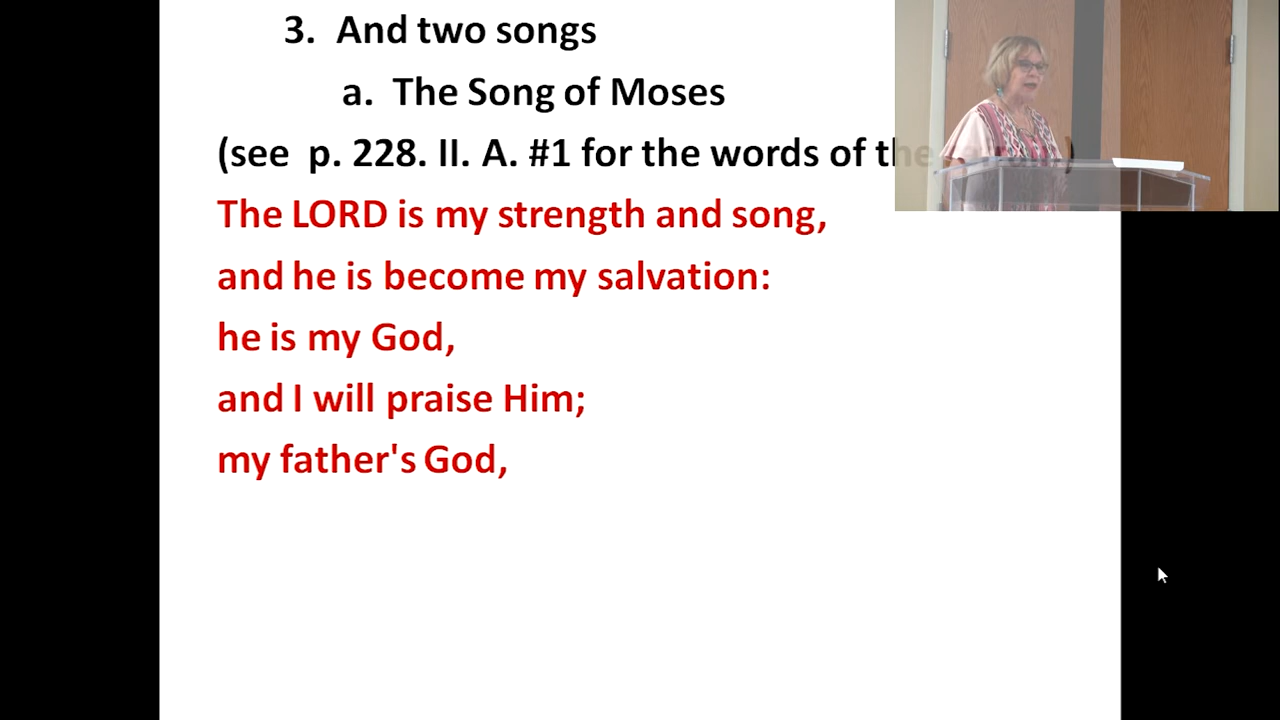 3. And two songs
a. The Song of Moses
(see p. 228. II. A. #1 for the words of the
The LORD is my strength and song,
and he is become my salvation:
he is my God,
and I will praise Him;
my father's God,